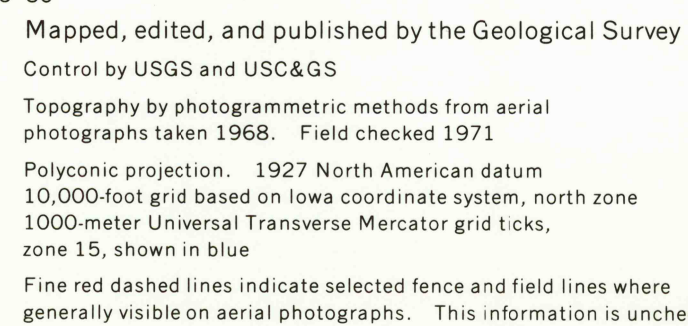 Mapped, edited, and published by the Geological Survey
Control by USGS and USC&GS
Topography by photogrammetric methods from aerial
photographs taken 1968. Field checked 1971
Polyconic projection. 1927 North American datum
10,000-foot grid based on Iowa coordinate system, north zone
1000-meter Universal Transverse Mercator grid ticks,
zone 15, shown in blue
Fine red dashed lines indicate selected fence and field lines where
generally visible on aerial photographs. This information is unche